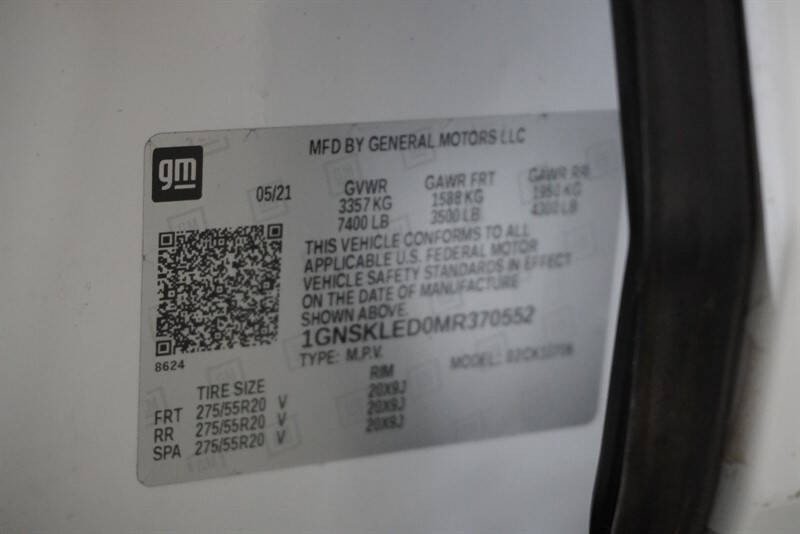 MFD BY GENERAL MOTORS LLC
gm
05/21 GVWR GAWR FRT GAWR RR
3357 KG 1588 KG 1950 KG
7400 LB 3500 LB 4300 LB
THIS VEHICLE CONFORMS TO ALL
APPLICABLE U.S. FEDERAL MOTOR
VEHICLE SAFETY STANDARDS IN EFFECT
ON THE DATE OF MANUFACTURE
SHOWN ABOVE.
1GNSKLED0MR370552
TYPE: M.P.V. MODEL:
8624
TIRE SIZE RIM
FRT 275/55R20 V 20X9J
RR 275/55R20 V 20X9J
SPA 275/55R20 V 20X9J